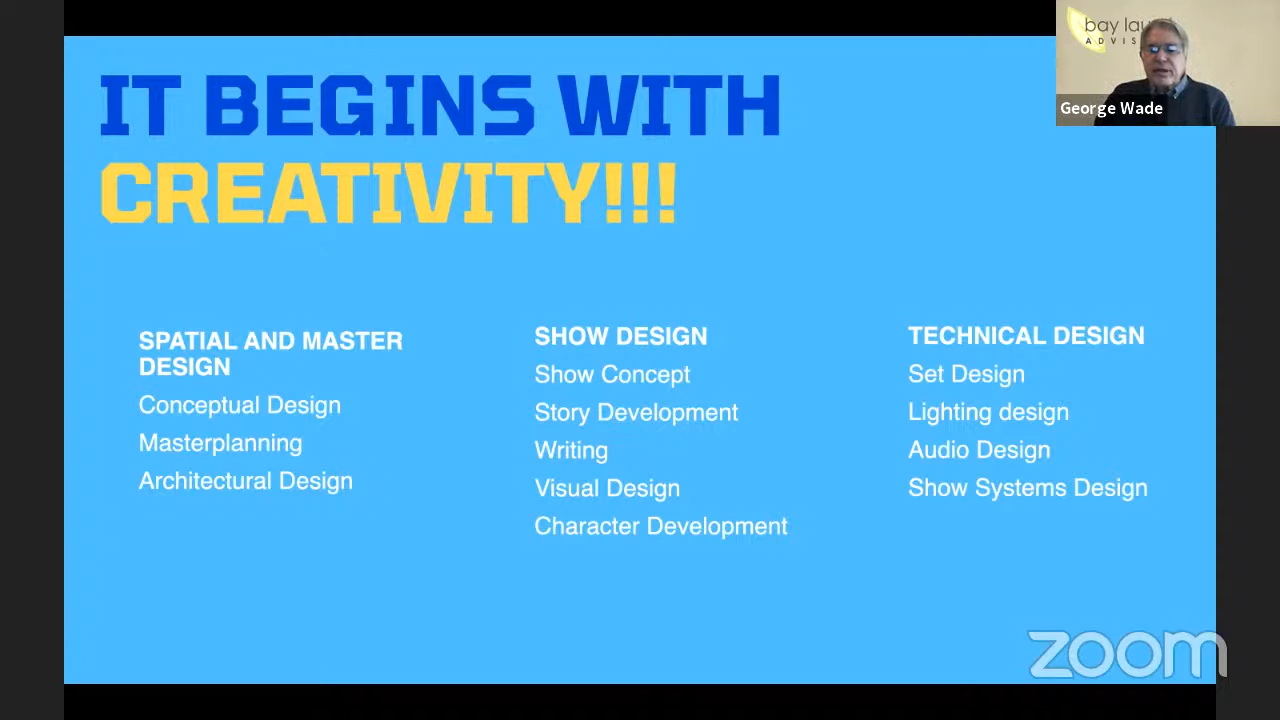 IT BEGINS WITH
CREATIVITY!!!
SPATIAL AND MASTER
DESIGN
Conceptual Design
Masterplanning
Architectural Design
SHOW DESIGN
Show Concept
Story Development
Writing
Visual Design
Character Development
TECHNICAL DESIGN
Set Design
Lighting design
Audio Design
Show Systems Design
bay
George Wade
zoom